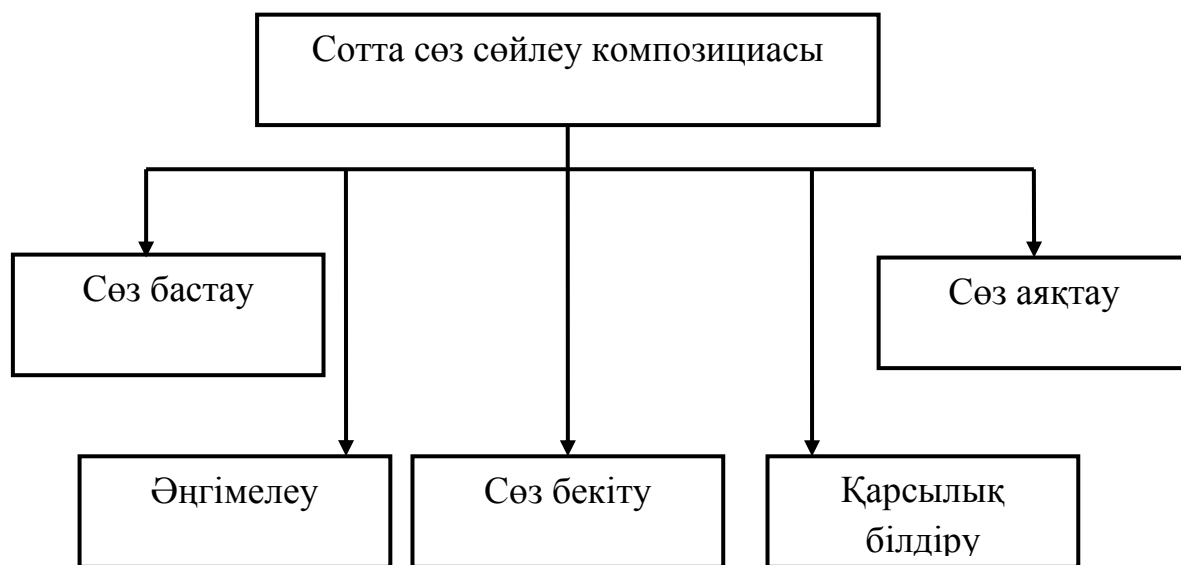 Сотта сөз сөйлеу композициасы
Сөз бастау
Сөз аяқтау
Әңгімелеу
Сөз бекіту
Қарсылық
білдіру